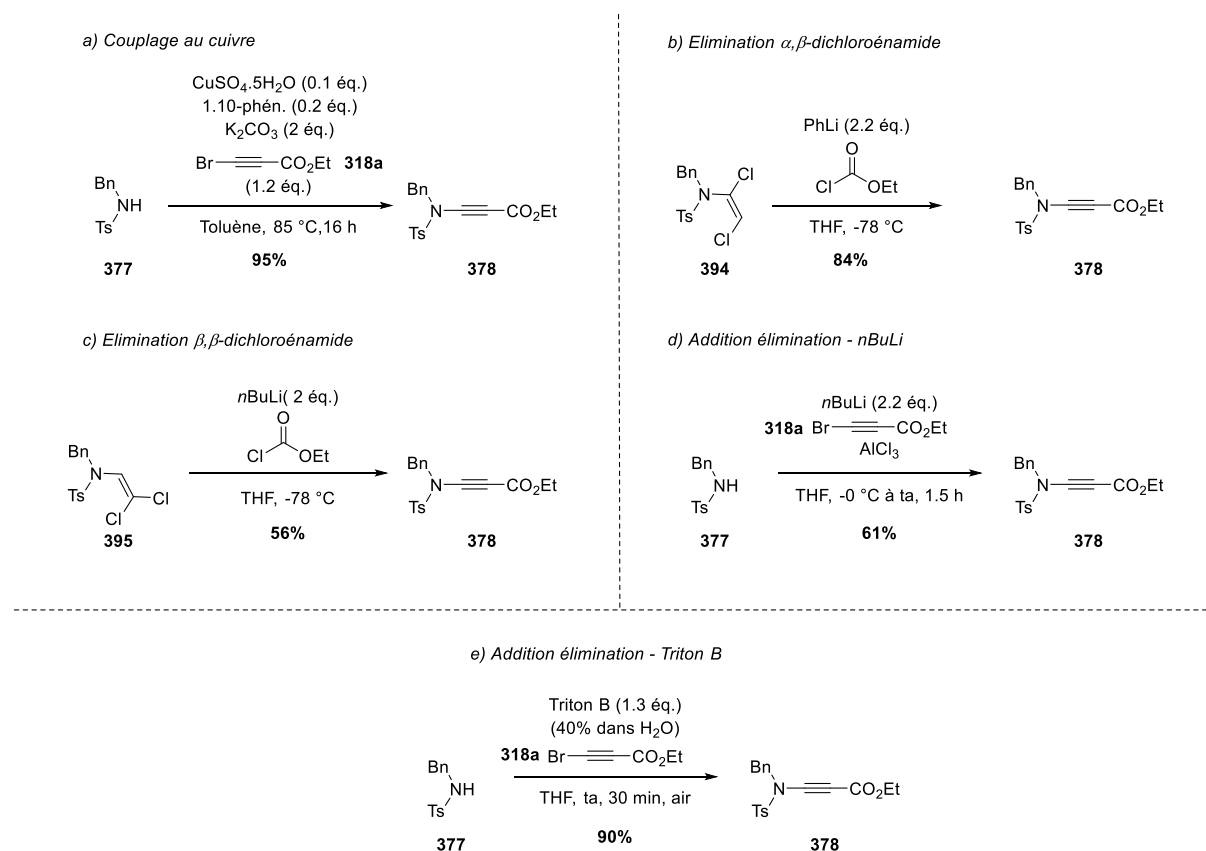 a) Couplage au cuivre
CuSO4.5H2O (0.1 éq.)
1.10-phén. (0.2 éq.)
K2CO3 (2 éq.)
Br CO2Et 318a
(1.2 éq.)
Bn
NH
Ts
Toluène, 85 °C,16 h
Bn
N CO2Et
Ts
377
95%
378
b) Elimination α,β-dichloroénamide
PhLi (2.2 éq.)
O
Cl OEt
Bn
N Cl
Ts
Cl
THF, -78 °C
Bn
N CO2Et
Ts
394
84%
378
c) Elimination β,β-dichloroénamide
nBuLi( 2 éq.)
O
Cl OEt
Bn
N
Ts Cl
Cl
THF, -78 °C
Bn
N CO2Et
Ts
395
56%
378
d) Addition élimination - nBuLi
nBuLi (2.2 éq.)
318a Br CO2Et
AlCl3
Bn
NH
Ts
THF, -0 °C à ta, 1.5 h
Bn
N CO2Et
Ts
377
61%
378
e) Addition élimination - Triton B
Triton B (1.3 éq.)
(40% dans H2O)
318a Br CO2Et
Bn
NH
Ts
THF, ta, 30 min, air
Bn
N CO2Et
Ts
377
90%
378